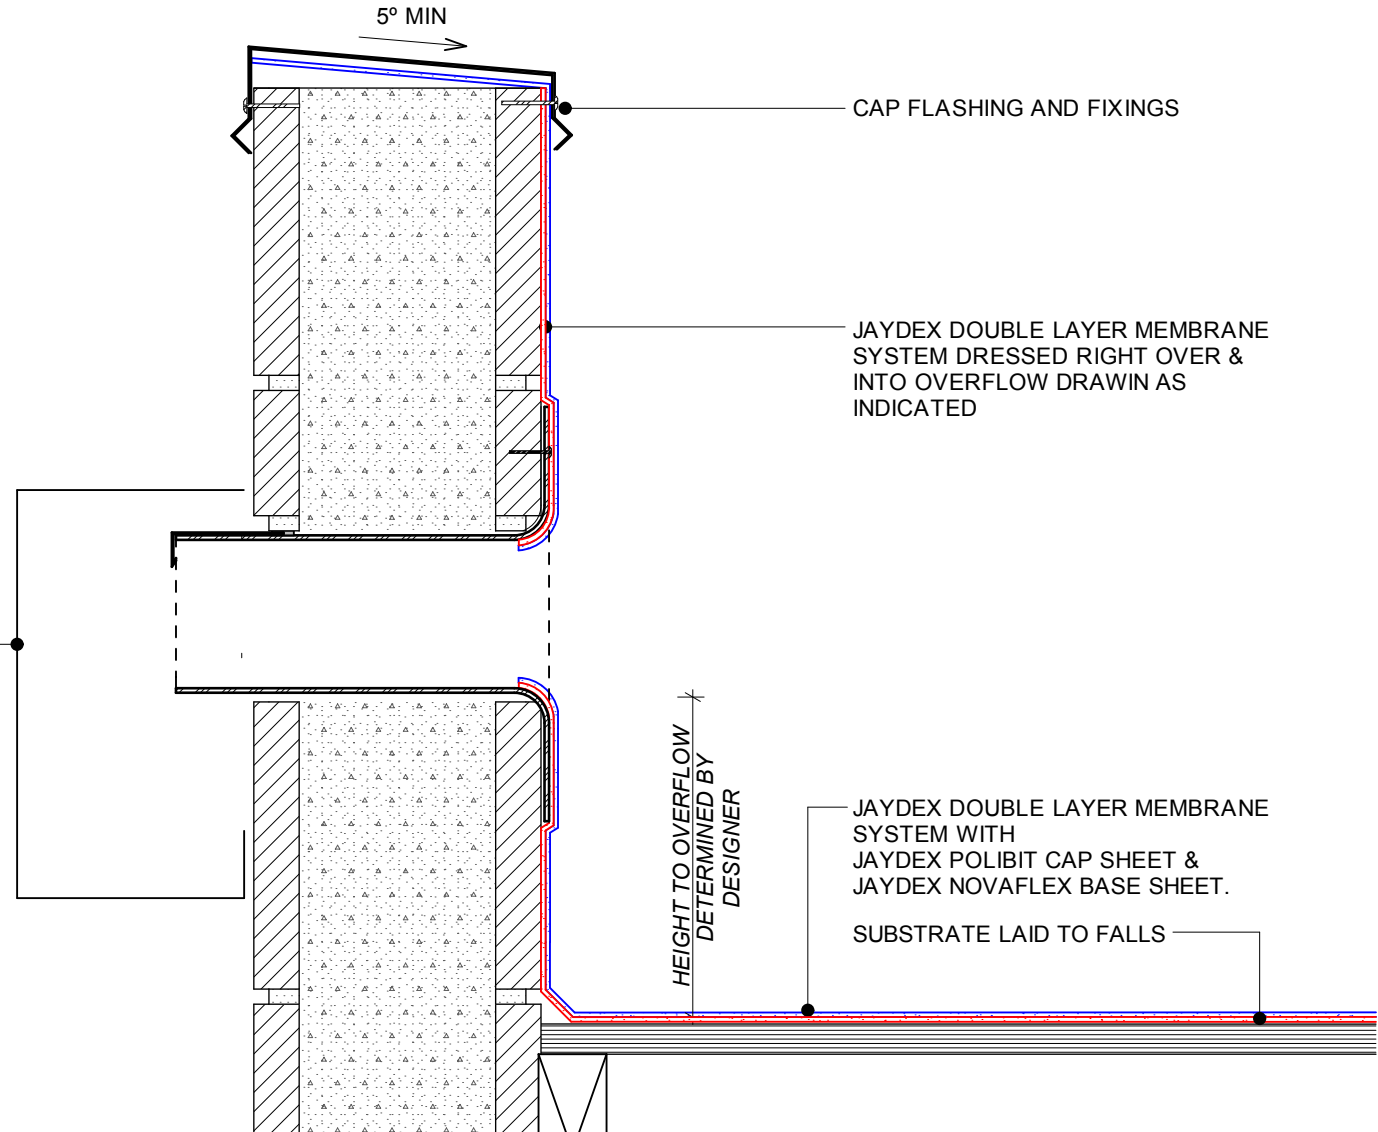 5º MIN
CAP FLASHING AND FIXINGS
JAYDEX DOUBLE LAYER MEMBRANE
SYSTEM DRESSED RIGHT OVER &
INTO OVERFLOW DRAWIN AS
INDICATED
HEIGHT TO OVERFLOW
DETERMINED BY
DESIGNER
JAYDEX DOUBLE LAYER MEMBRANE
SYSTEM WITH
JAYDEX POLIBIT CAP SHEET &
JAYDEX NOVAFLEX BASE SHEET.
SUBSTRATE LAID TO FALLS